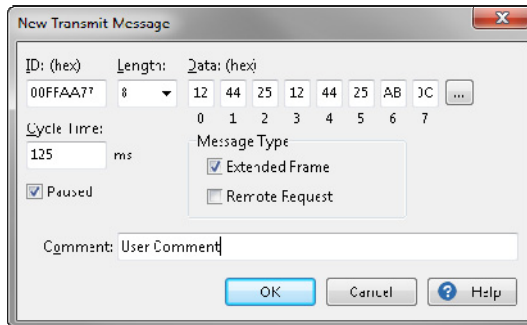 New Transmit Message
ID: (hex) Length: Data: (hex)
00FFAA77 8 12 44 25 12 44 25 AB DC ...
0 1 2 3 4 5 6 7
Cycle Time: Message Type
125 ms Extended Frame
Paused Remote Request
Comment: User Comment
OK Cancel Help